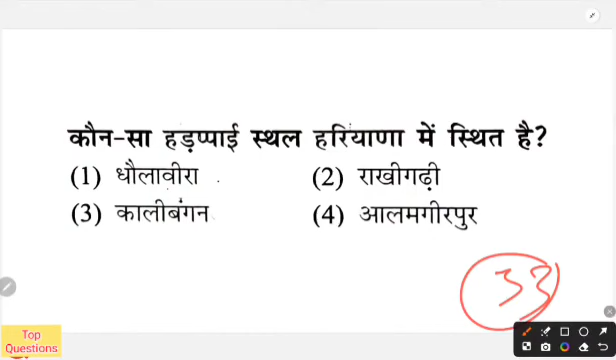 कौन-सा हड़प्पाई स्थल हरियाणा में स्थित है?
(1) धौलावीरा (2) राखीगढ़ी
(3) कालीबंगन (4) आलमगीरपुर
33
Top
Questions